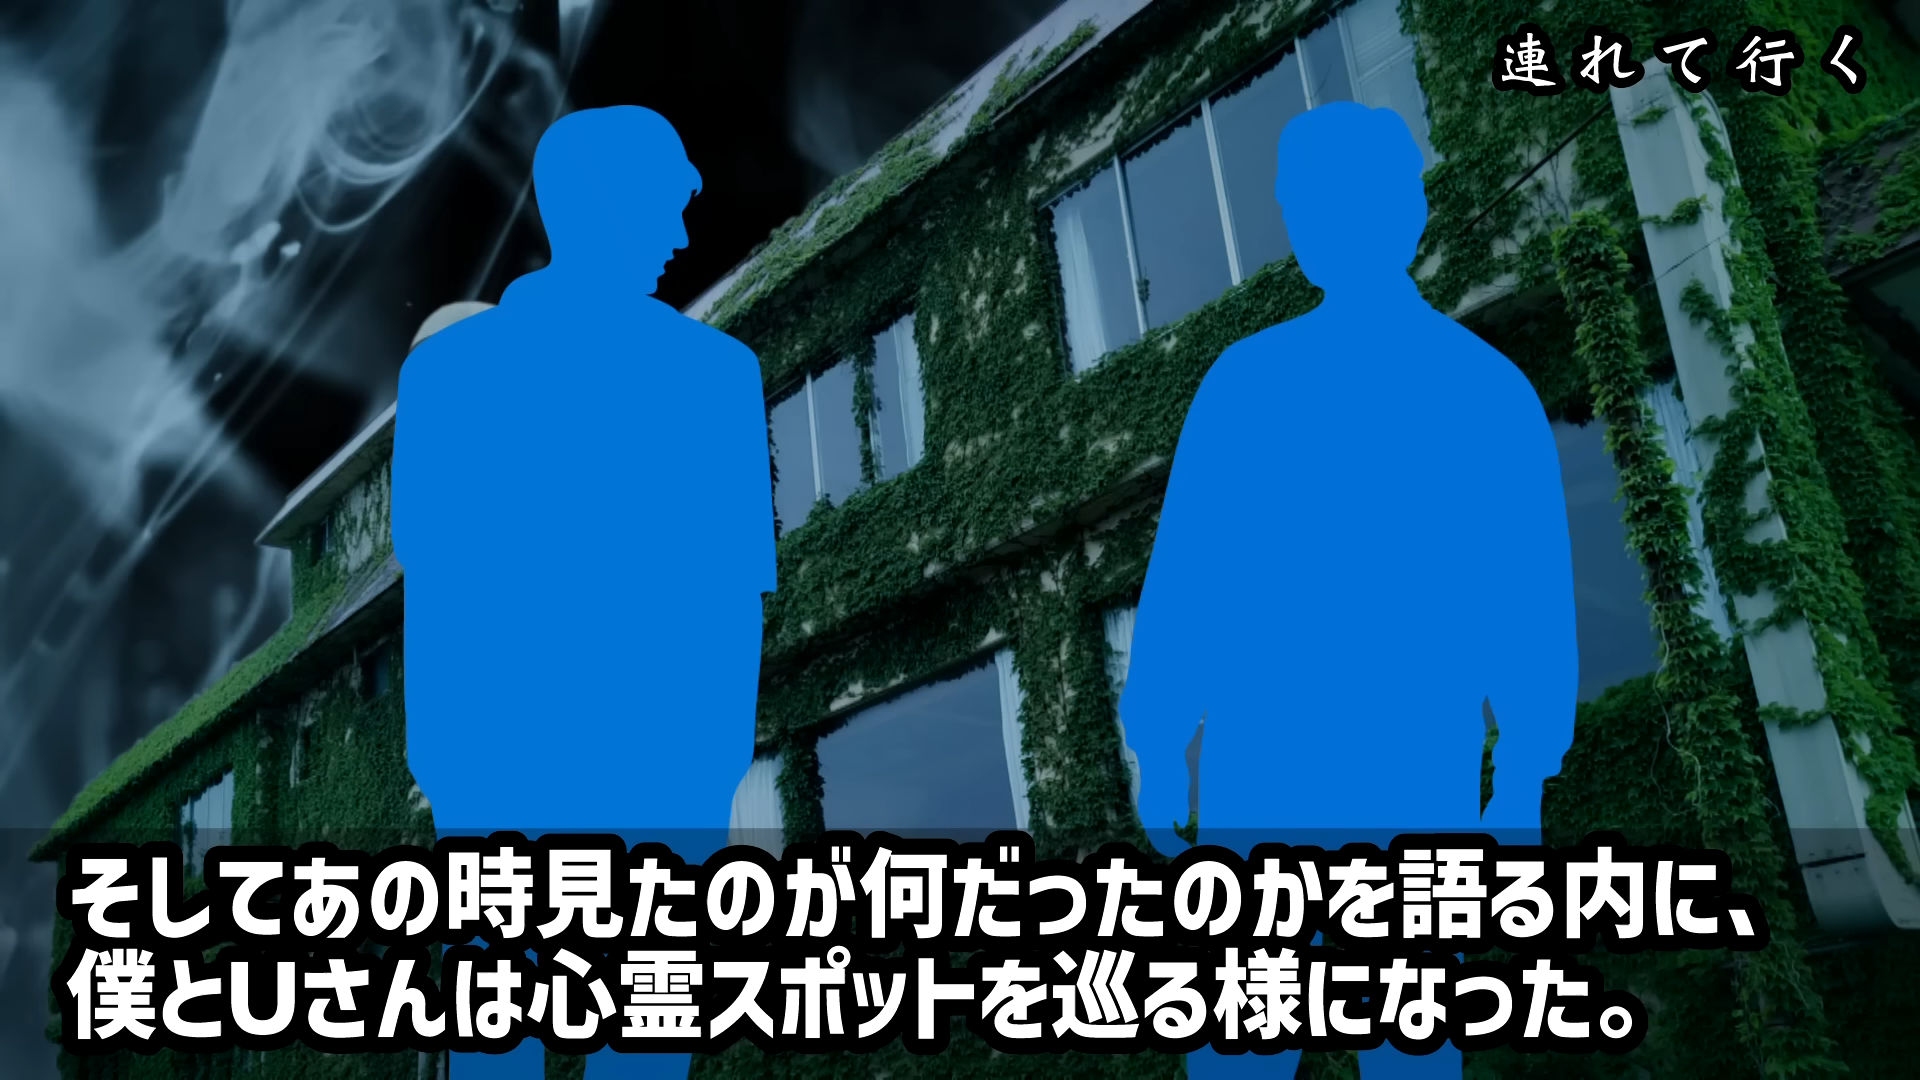 連れて行く
そしてあの時見たのが何だったのかを語る内に、
僕とUさんは心霊スポットを巡る様になった。